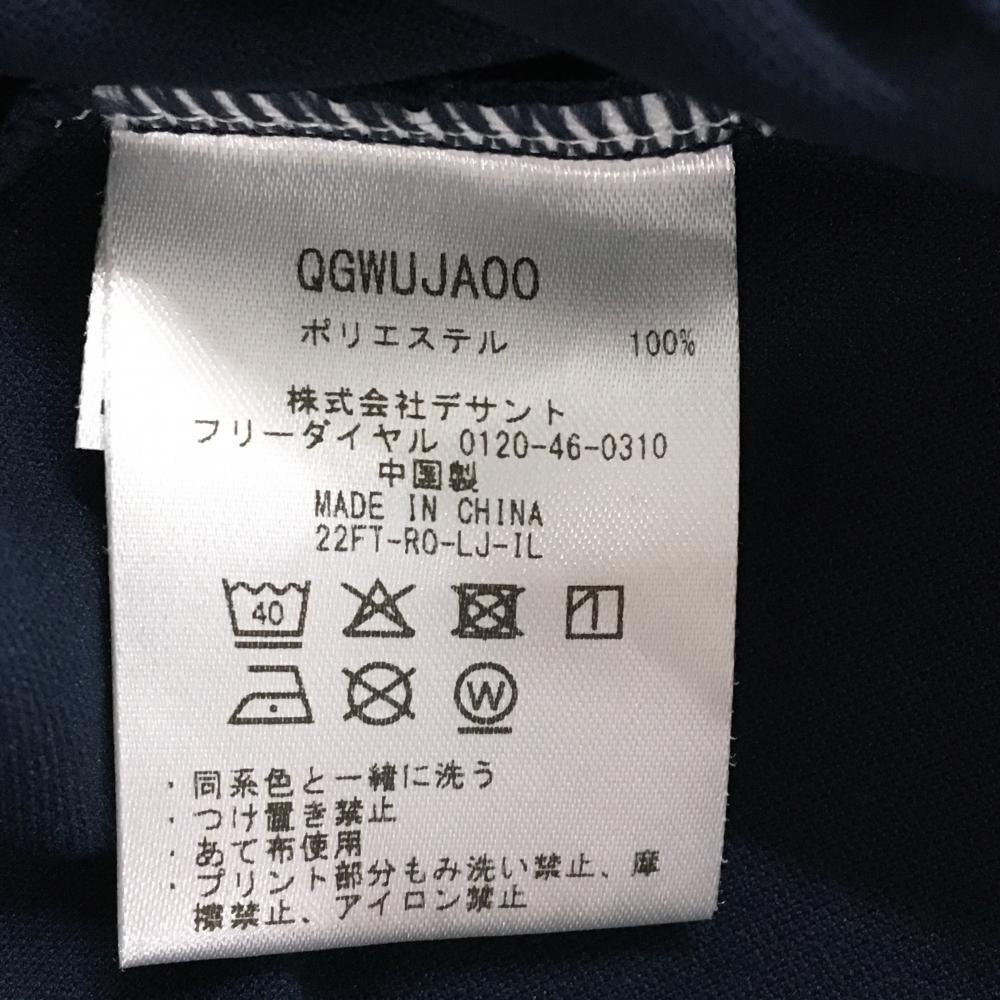 QGWUJA00
ポリエステル 100%
株式会社デサント
フリーダイヤル 0120-46-0310
中国製
MADE IN CHINA
22FT-RO-LJ-IL
40
W
・同系色と一緒に洗う
・つけ置き禁止
・あて布使用
・プリント部分もみ洗い禁止、摩
擦禁止、アイロン禁止